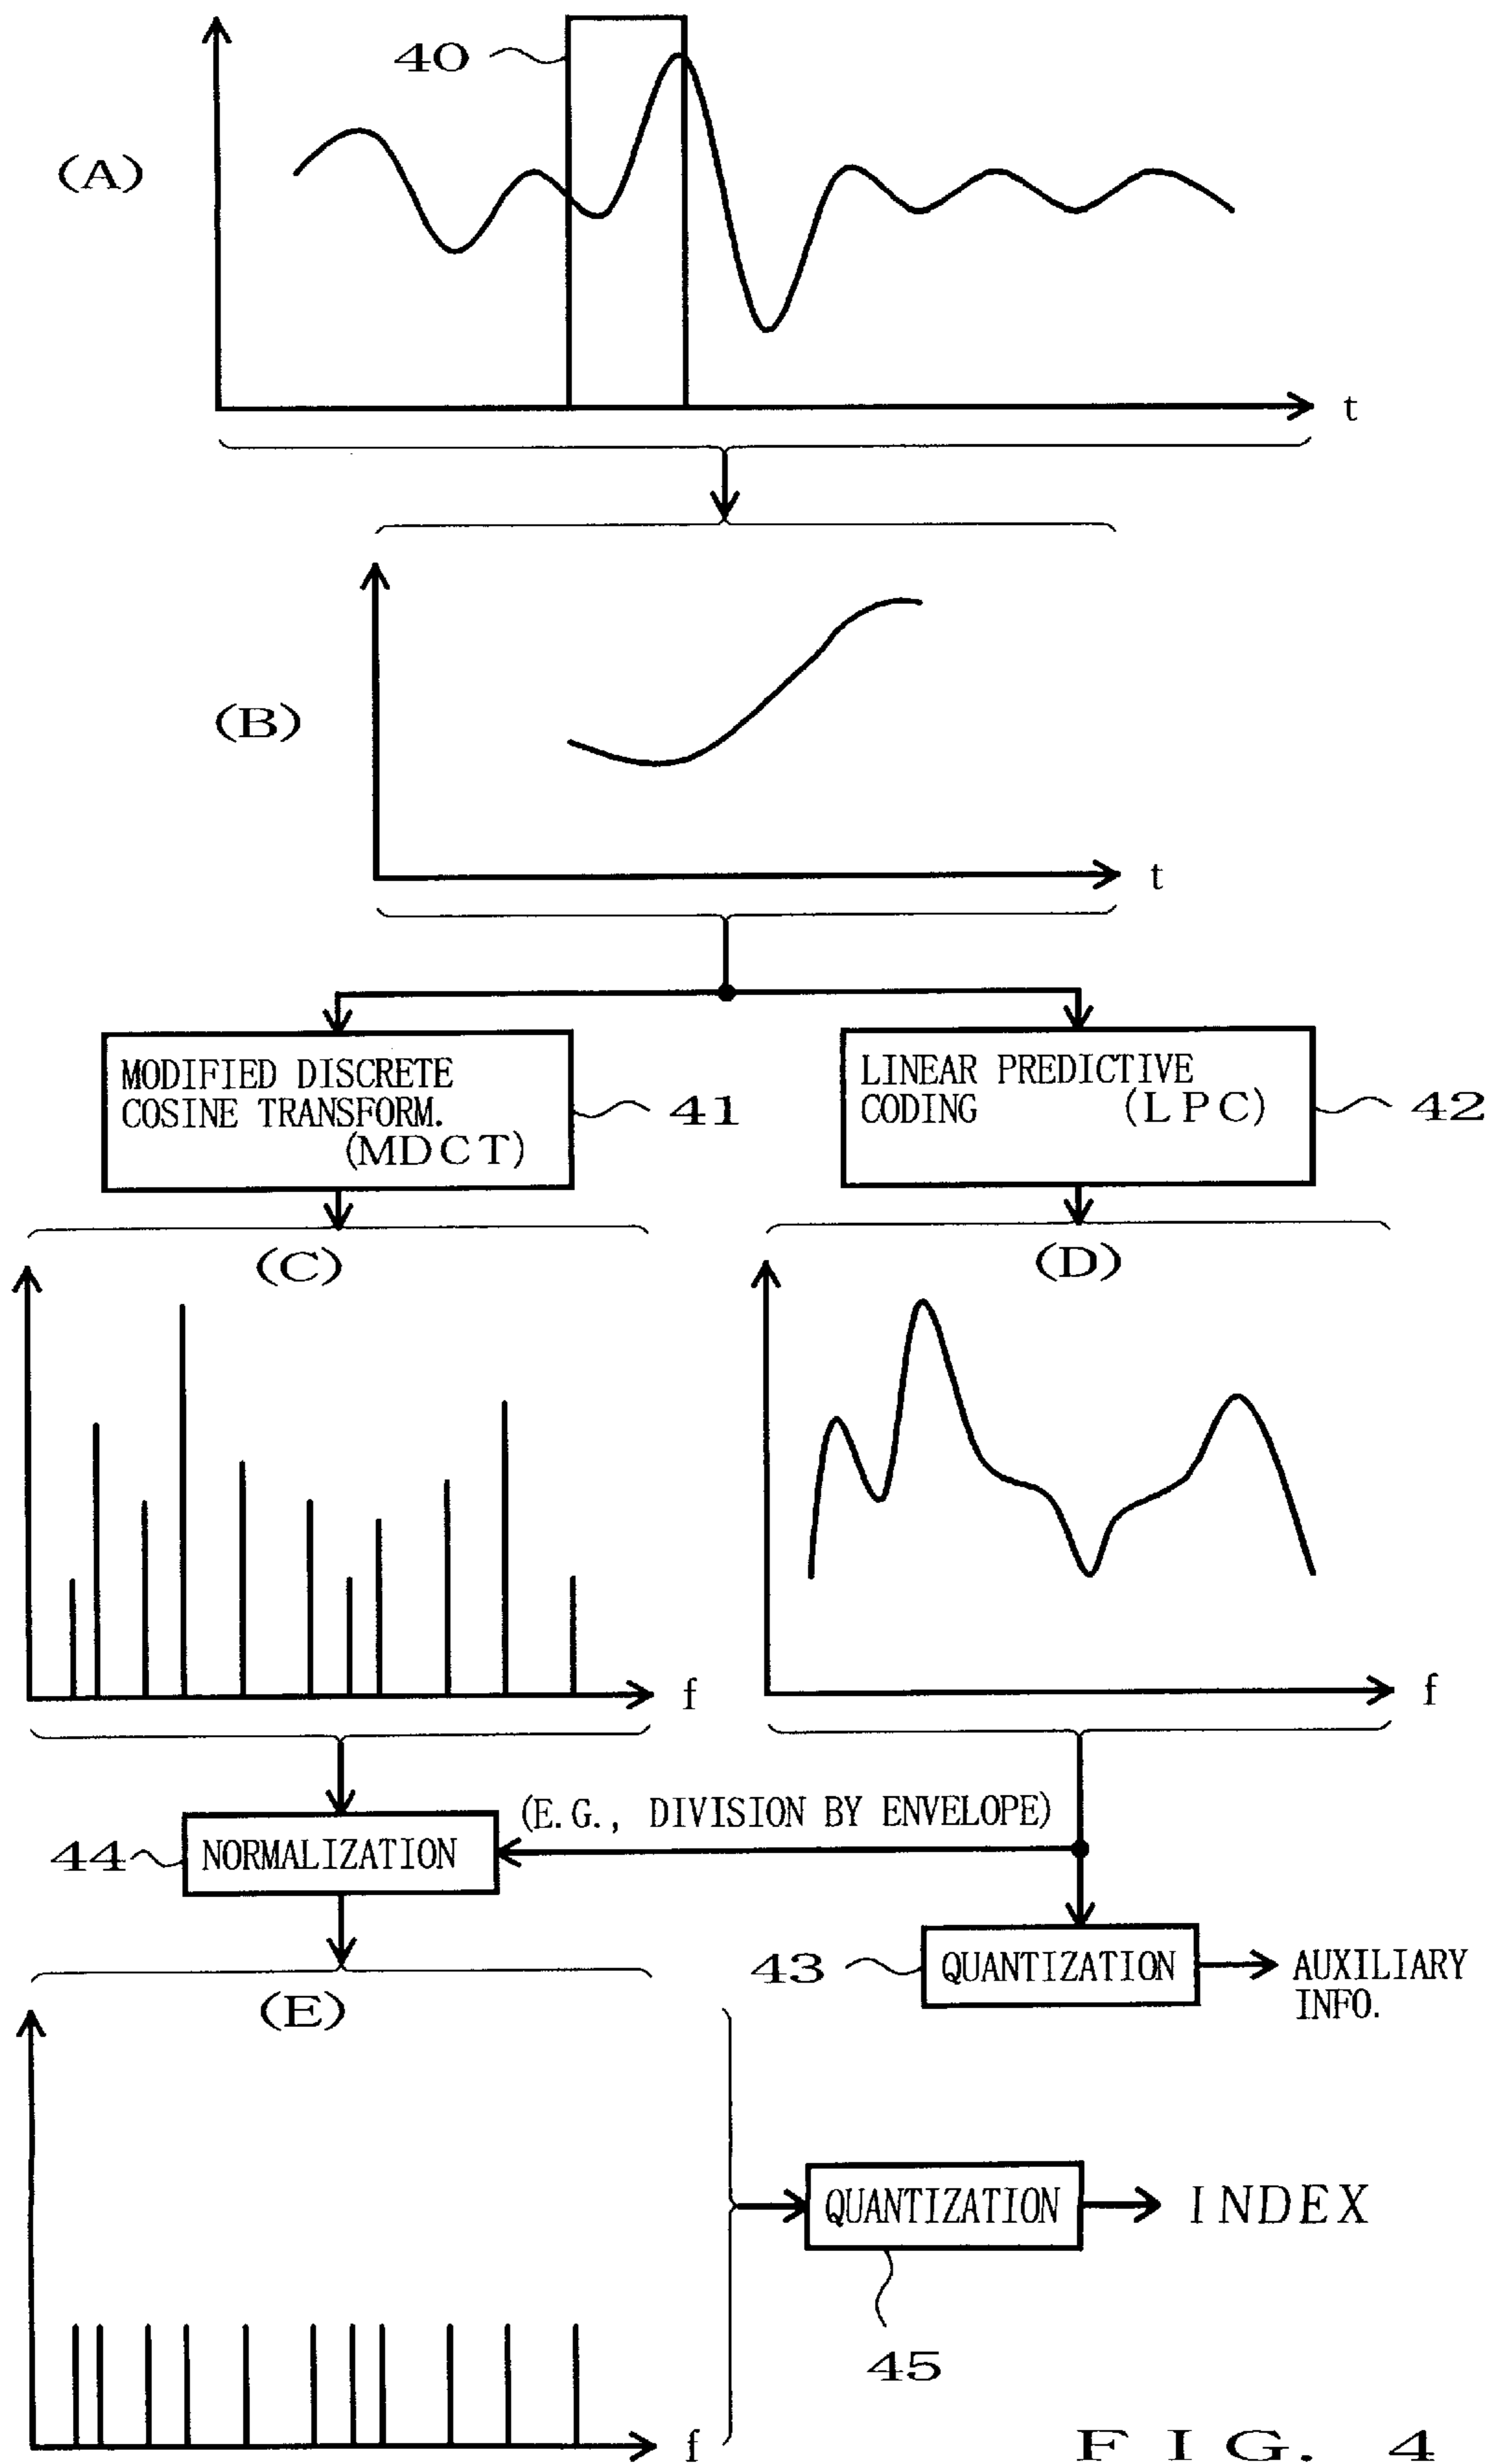 40
(A)
t
(B)
t
MODIFIED DISCRETE
COSINE TRANSFORM.
(MDCT)
41
LINEAR PREDICTIVE
CODING (LPC)
42
(C)
(D)
f
f
(E.G., DIVISION BY ENVELOPE)
44
NORMALIZATION
43
QUANTIZATION
AUXILIARY
INFO.
(E)
QUANTIZATION
INDEX
45
f
FIG. 4